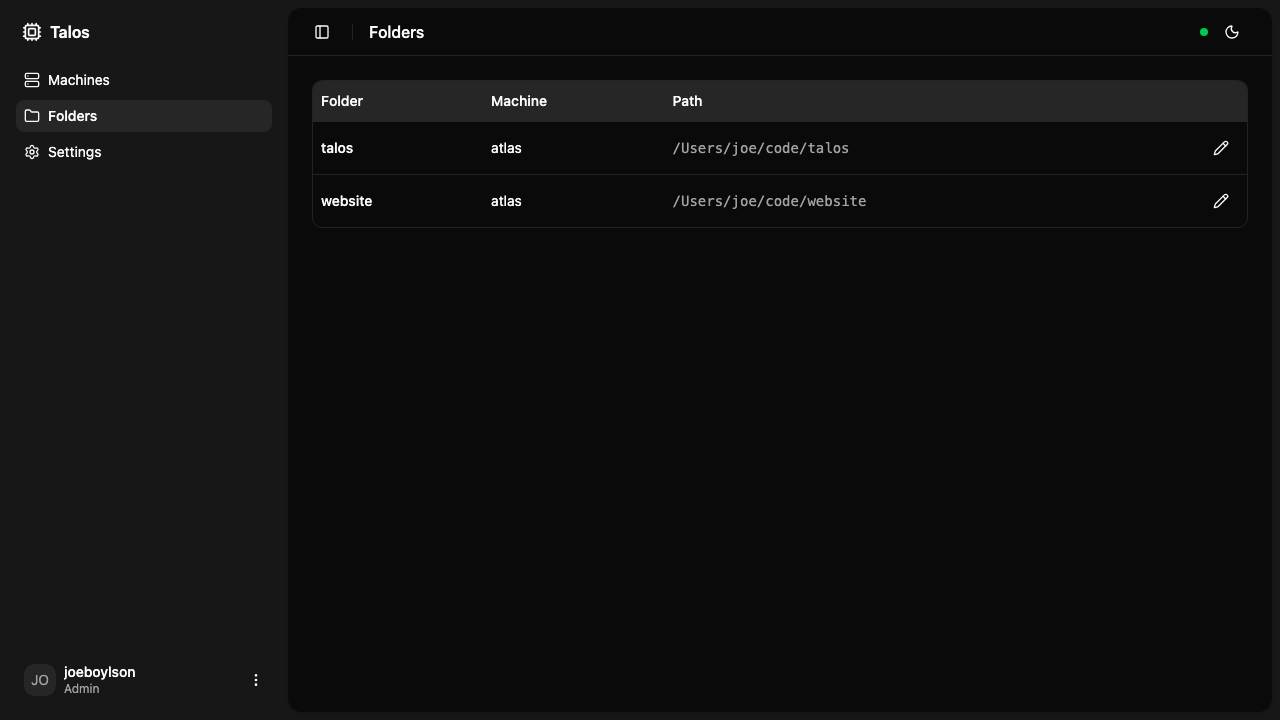 Talos
Machines
Folders
Settings
joeboylson
Admin
JO
Folders
Folder Machine Path
talos atlas /Users/joe/code/talos
website atlas /Users/joe/code/website